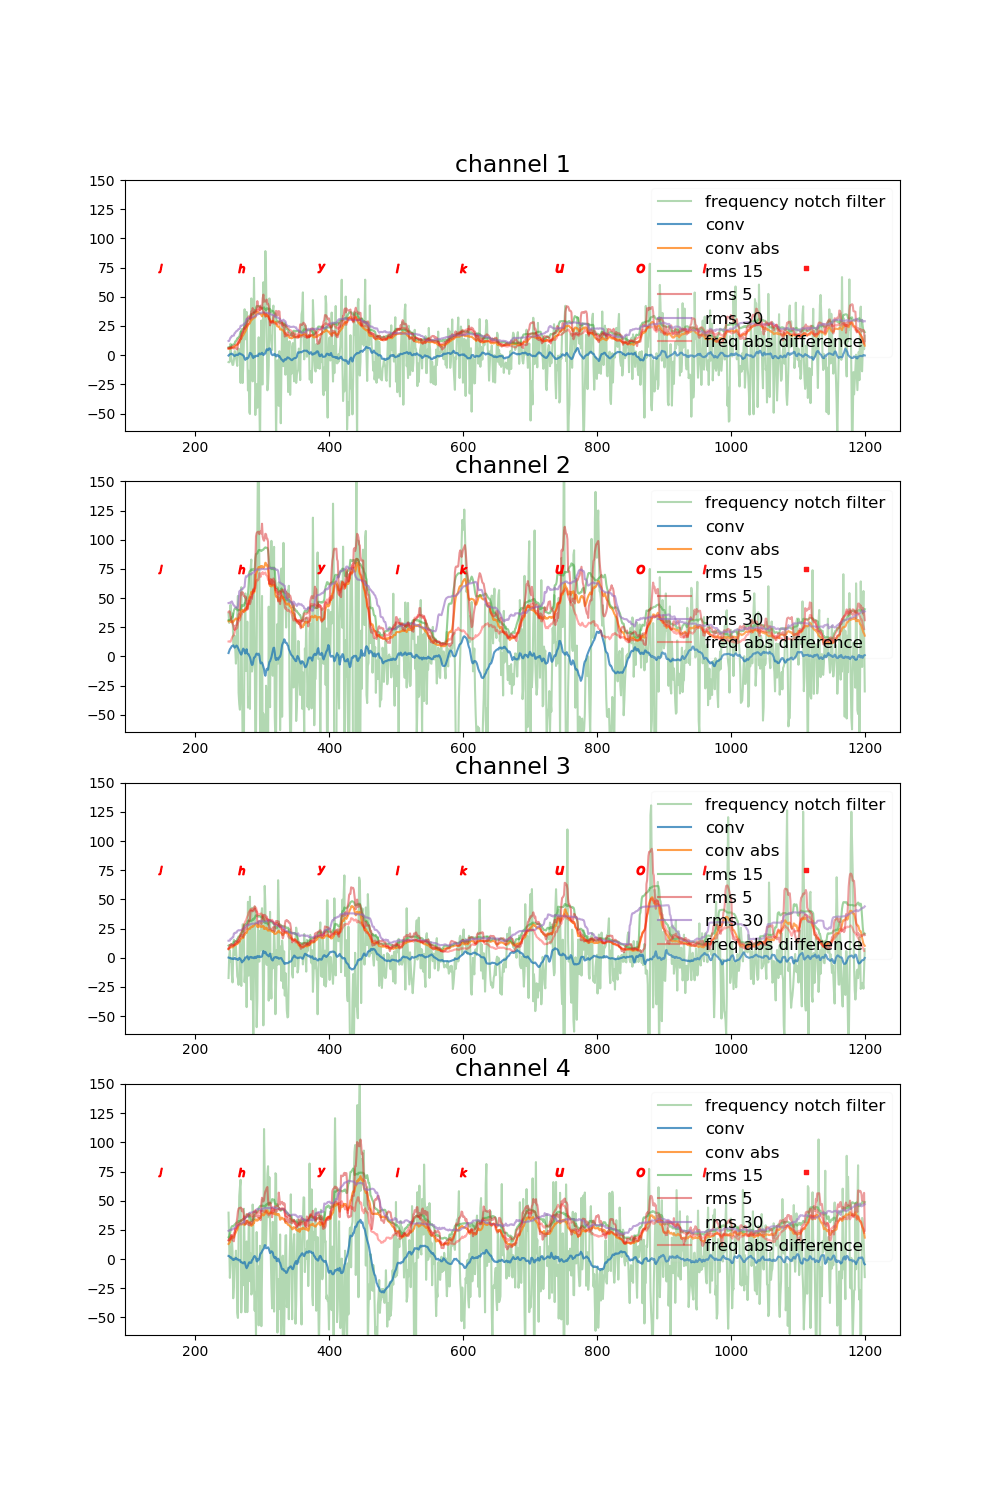 channel 1
150
125
100
75
50
25
0
−25
−50
J h y l k u o l .
frequency notch filter
conv
conv abs
rms 15
rms 5
rms 30
freq abs difference
200 400 600 800 1000 1200
channel 2
150
125
100
75
50
25
0
−25
−50
J h y l k u o l .
frequency notch filter
conv
conv abs
rms 15
rms 5
rms 30
freq abs difference
200 400 600 800 1000 1200
channel 3
150
125
100
75
50
25
0
−25
−50
J h y l k u o l .
frequency notch filter
conv
conv abs
rms 15
rms 5
rms 30
freq abs difference
200 400 600 800 1000 1200
channel 4
150
125
100
75
50
25
0
−25
−50
J h y l k u o l .
frequency notch filter
conv
conv abs
rms 15
rms 5
rms 30
freq abs difference
200 400 600 800 1000 1200